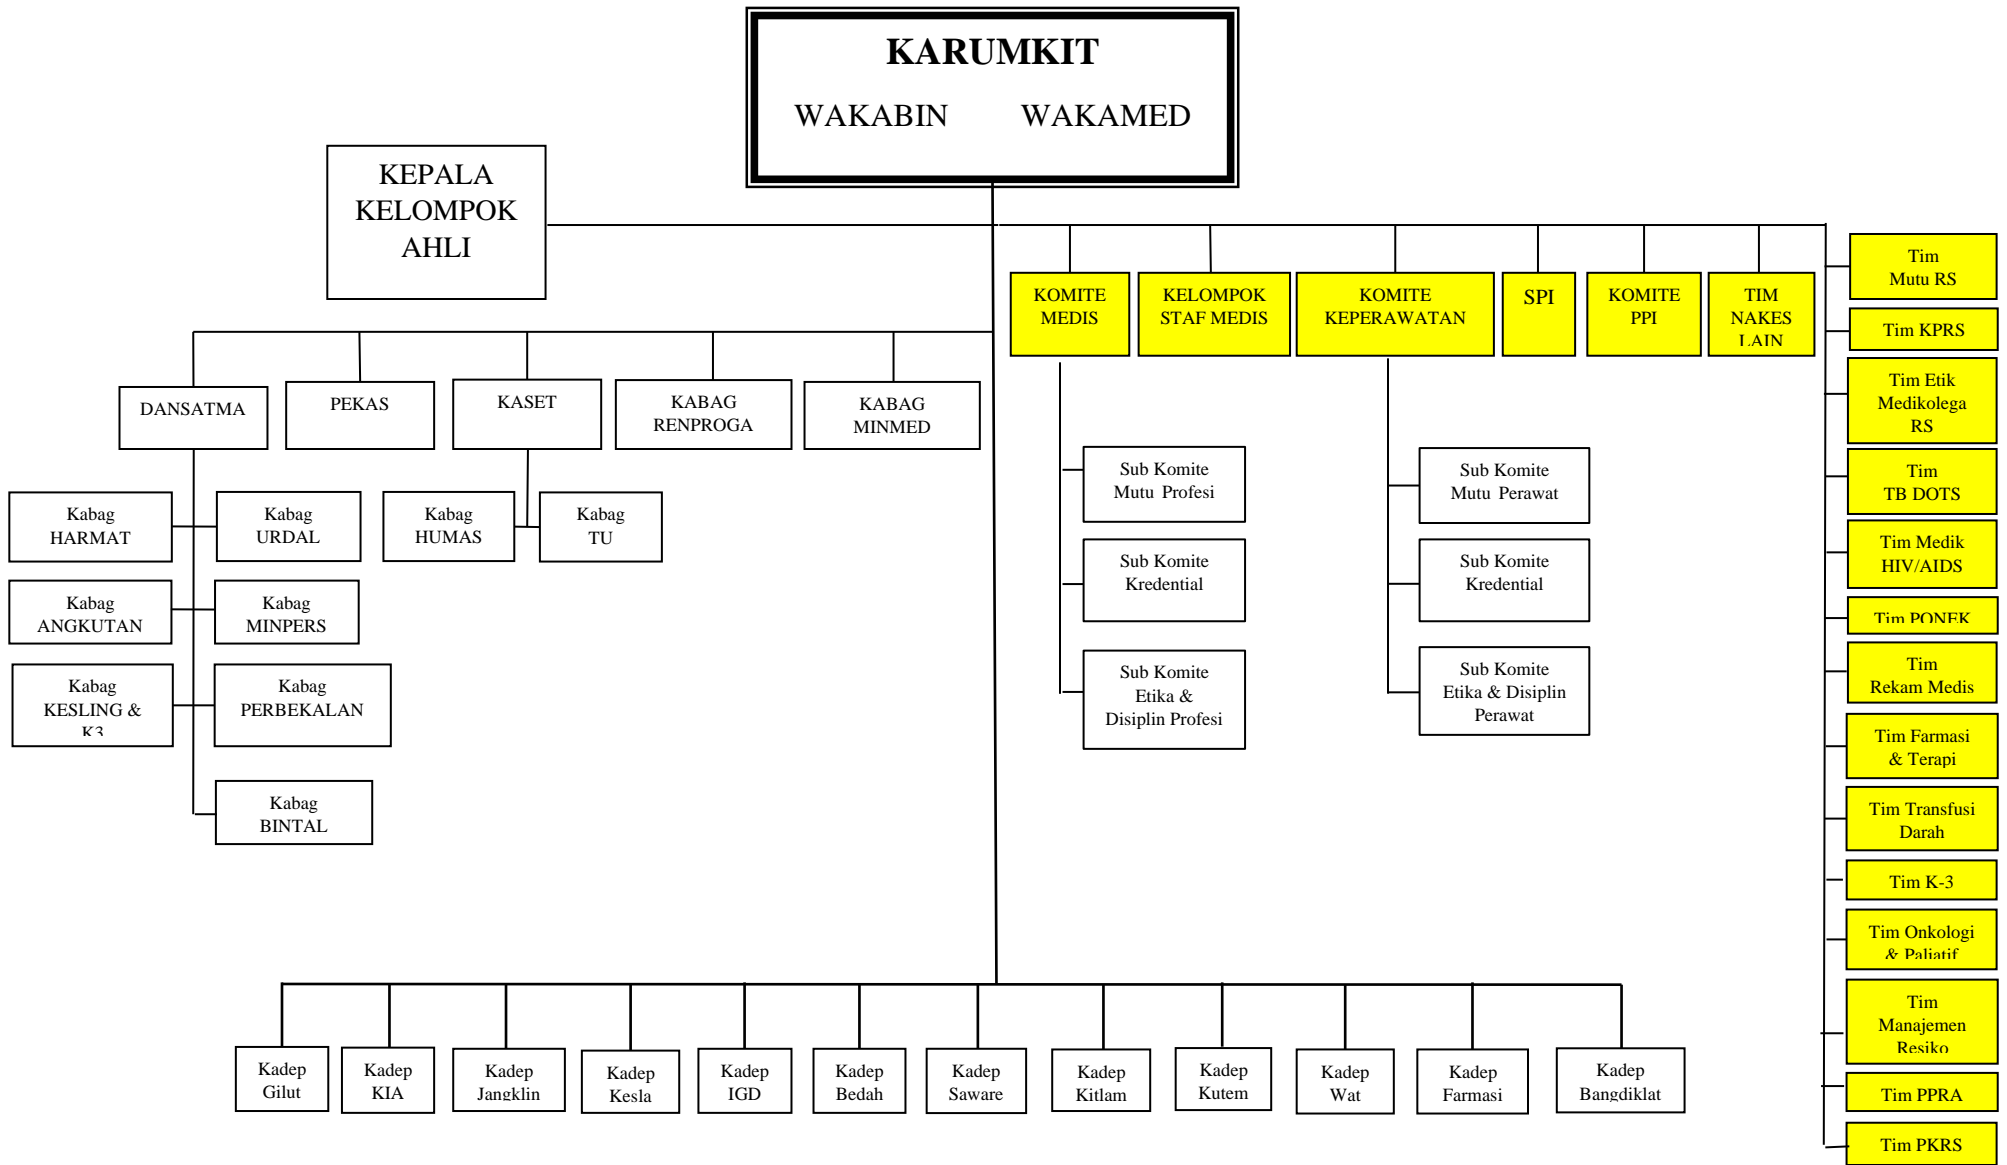 KARUMKIT
WAKABIN WAKAMED
KEPALA
KELOMPOK
AHLI
KOMITE
MEDIS
KELOMPOK
STAF MEDIS
KOMITE
KEPERAWATAN
SPI
KOMITE
PPI
TIM
NAKES
LAIN
Tim
Mutu RS
Tim KPRS
Tim Etik
Medikolega
RS
Tim
TB DOTS
Tim Medik
HIV/AIDS
Tim PONEK
Tim
Rekam Medis
Tim Farmasi
& Terapi
Tim Transfusi
Darah
Tim K-3
Tim Onkologi
& Paliatif
Tim
Manajemen
Resiko
Tim PPRA
Tim PKRS
DANSATMA
PEKAS
KASET
KABAG
RENPROGA
KABAG
MINMED
Kabag
HARMAT
Kabag
URDAL
Kabag
HUMAS
Kabag
TU
Kabag
ANGKUTAN
Kabag
MINPERS
Kabag
KESLING &
K3
Kabag
PERBEKALAN
Kabag
BINTAL
Sub Komite
Mutu Profesi
Sub Komite
Kredential
Sub Komite
Etika &
Disiplin Profesi
Sub Komite
Mutu Perawat
Sub Komite
Kredential
Sub Komite
Etika & Disiplin
Perawat
Kadep
Gilut
Kadep
KIA
Kadep
Jangklin
Kadep
Kesla
Kadep
IGD
Kadep
Bedah
Kadep
Saware
Kadep
Kitlam
Kadep
Kutem
Kadep
Wat
Kadep
Farmasi
Kadep
Bangdiklat